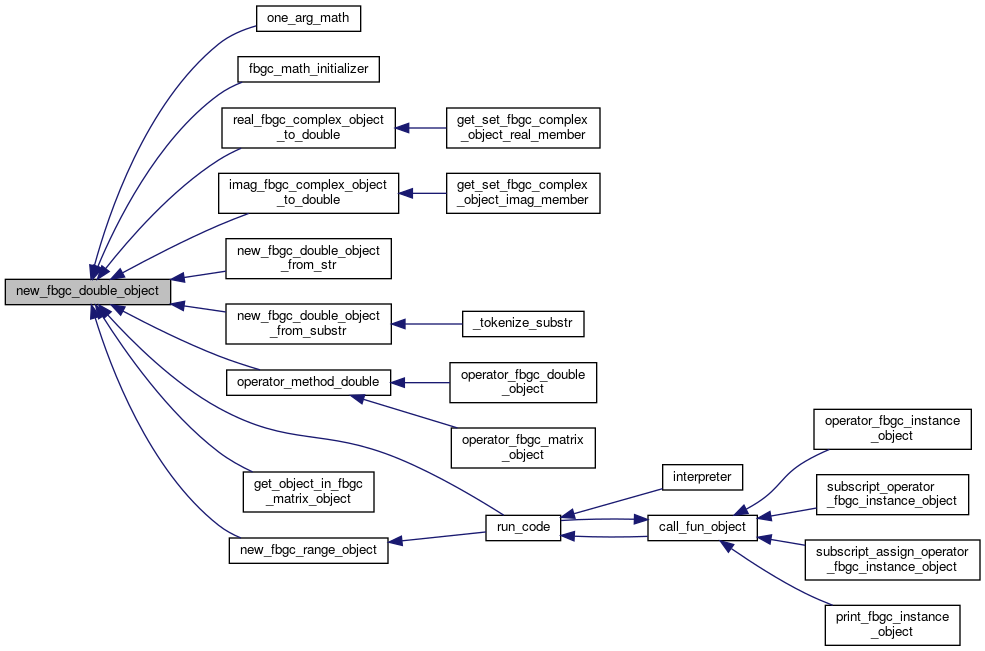 one_arg_math
fbgc_math_initializer
real_fbgc_complex_object
_to_double
get_set_fbgc_complex
_object_real_member
imag_fbgc_complex_object
_to_double
get_set_fbgc_complex
_object_imag_member
new_fbgc_double_object
_from_str
new_fbgc_double_object
new_fbgc_double_object
_from_substr
_tokenize_substr
operator_method_double
operator_fbgc_double
_object
operator_fbgc_matrix
_object
operator_fbgc_instance
_object
get_object_in_fbgc
_matrix_object
interpreter
subscript_operator
_fbgc_instance_object
run_code
call_fun_object
new_fbgc_range_object
subscript_assign_operator
_fbgc_instance_object
print_fbgc_instance
_object